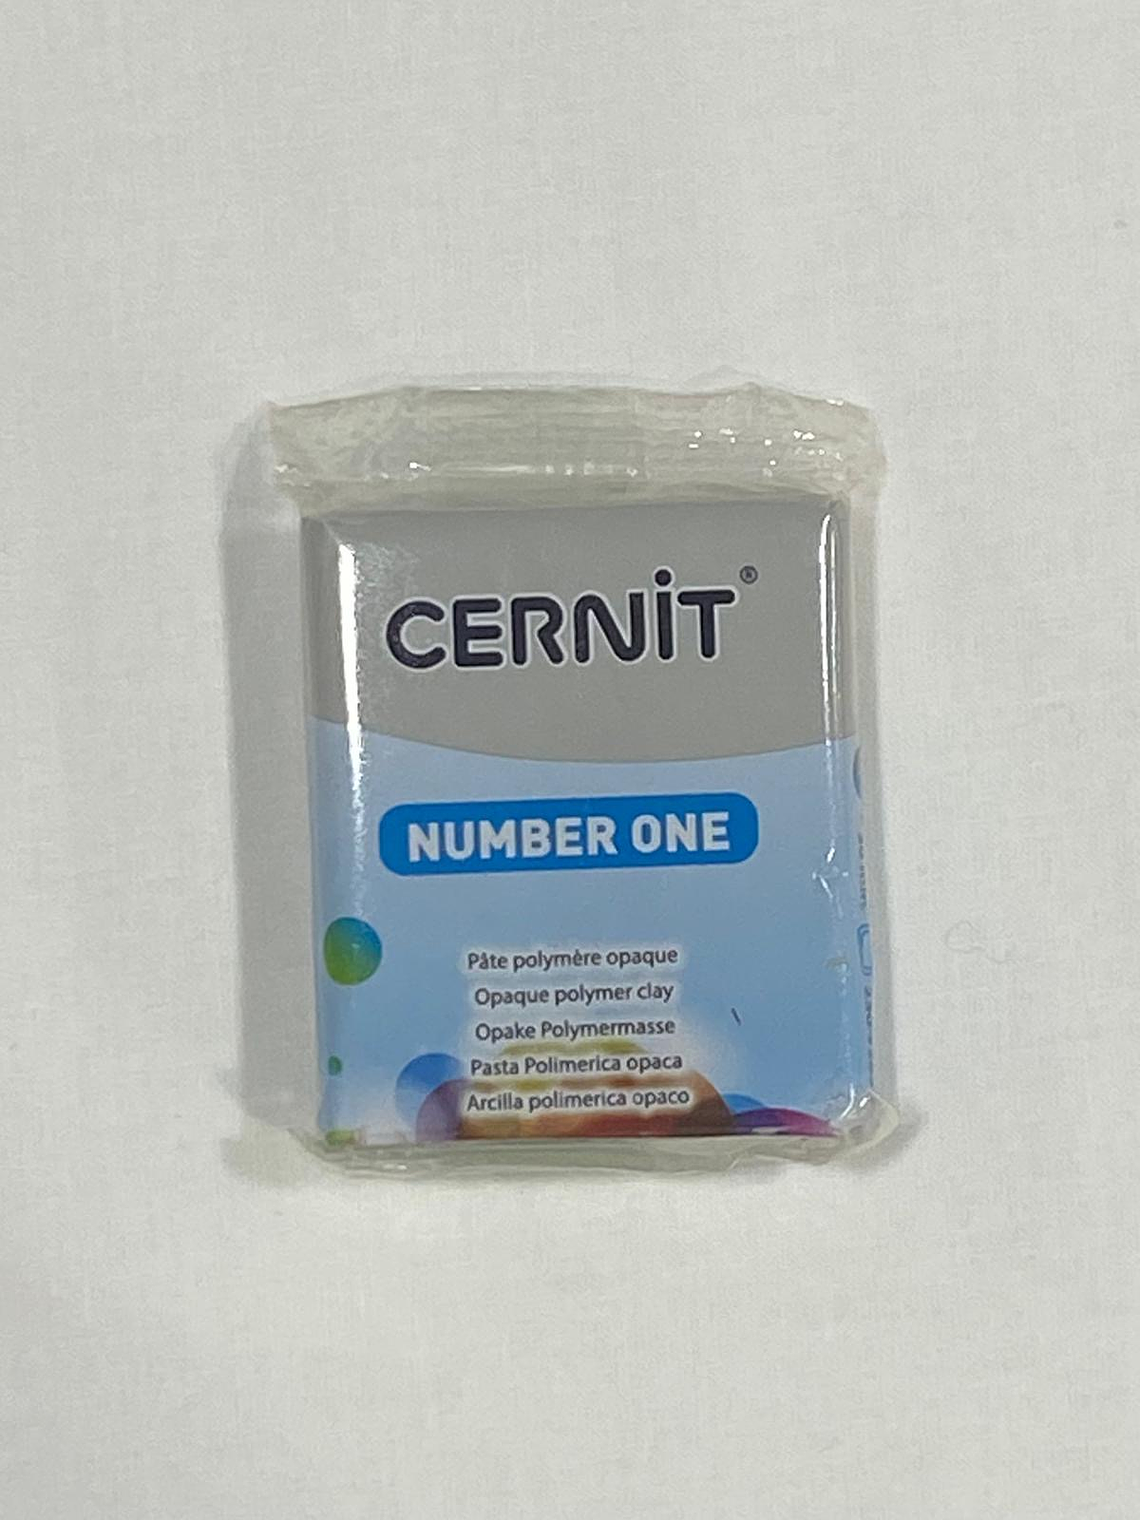 CERNiT®
NUMBER ONE
Pâte polymère opaque
Opaque polymer clay
Opake Polymermasse
Pasta Polimerica opaca
Arcilla polimerica opaco